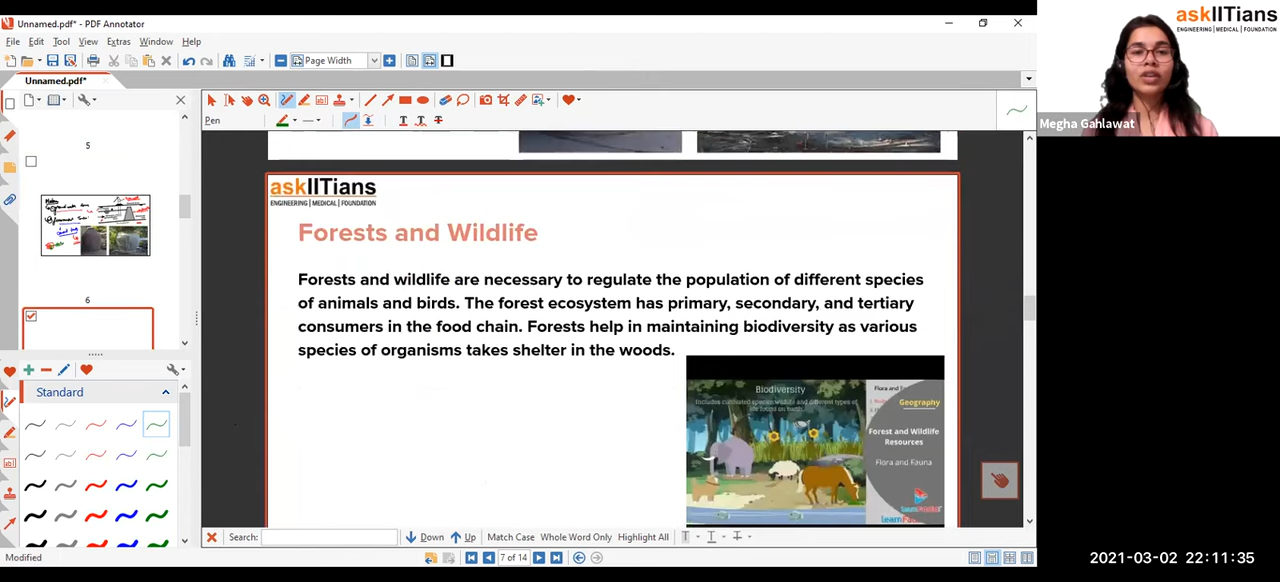 Unnamed.pdf* - PDF Annotator
askIITians
ENGINEERING | MEDICAL | FOUNDATION
File Edit Tool View Extras Window Help
Page Width
Unnamed.pdf*
Megha Gahlawat
Pen
5
askIITians
ENGINEERING | MEDICAL | FOUNDATION
Forests and Wildlife
Forests and wildlife are necessary to regulate the population of different species
of animals and birds. The forest ecosystem has primary, secondary, and tertiary
consumers in the food chain. Forests help in maintaining biodiversity as various
species of organisms takes shelter in the woods.
6
Standard
Biodiversity
Geography
Forest and Wildlife
Resources
Flora and Fauna
Search:
Down Up Match Case Whole Word Only Highlight All
Modified
7 of 14
2021-03-02 22:11:35